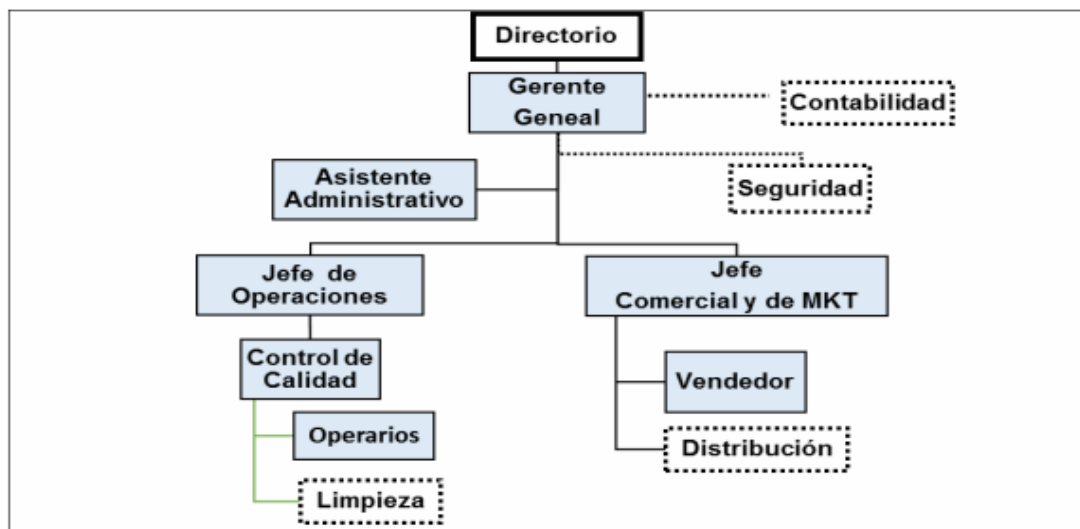 Directorio
Gerente
Geneal
Contabilidad
Asistente
Administrativo
Seguridad
Jefe de
Operaciones
Jefe
Comercial y de MKT
Control de
Calidad
Vendedor
Operarios
Distribución
Limpieza